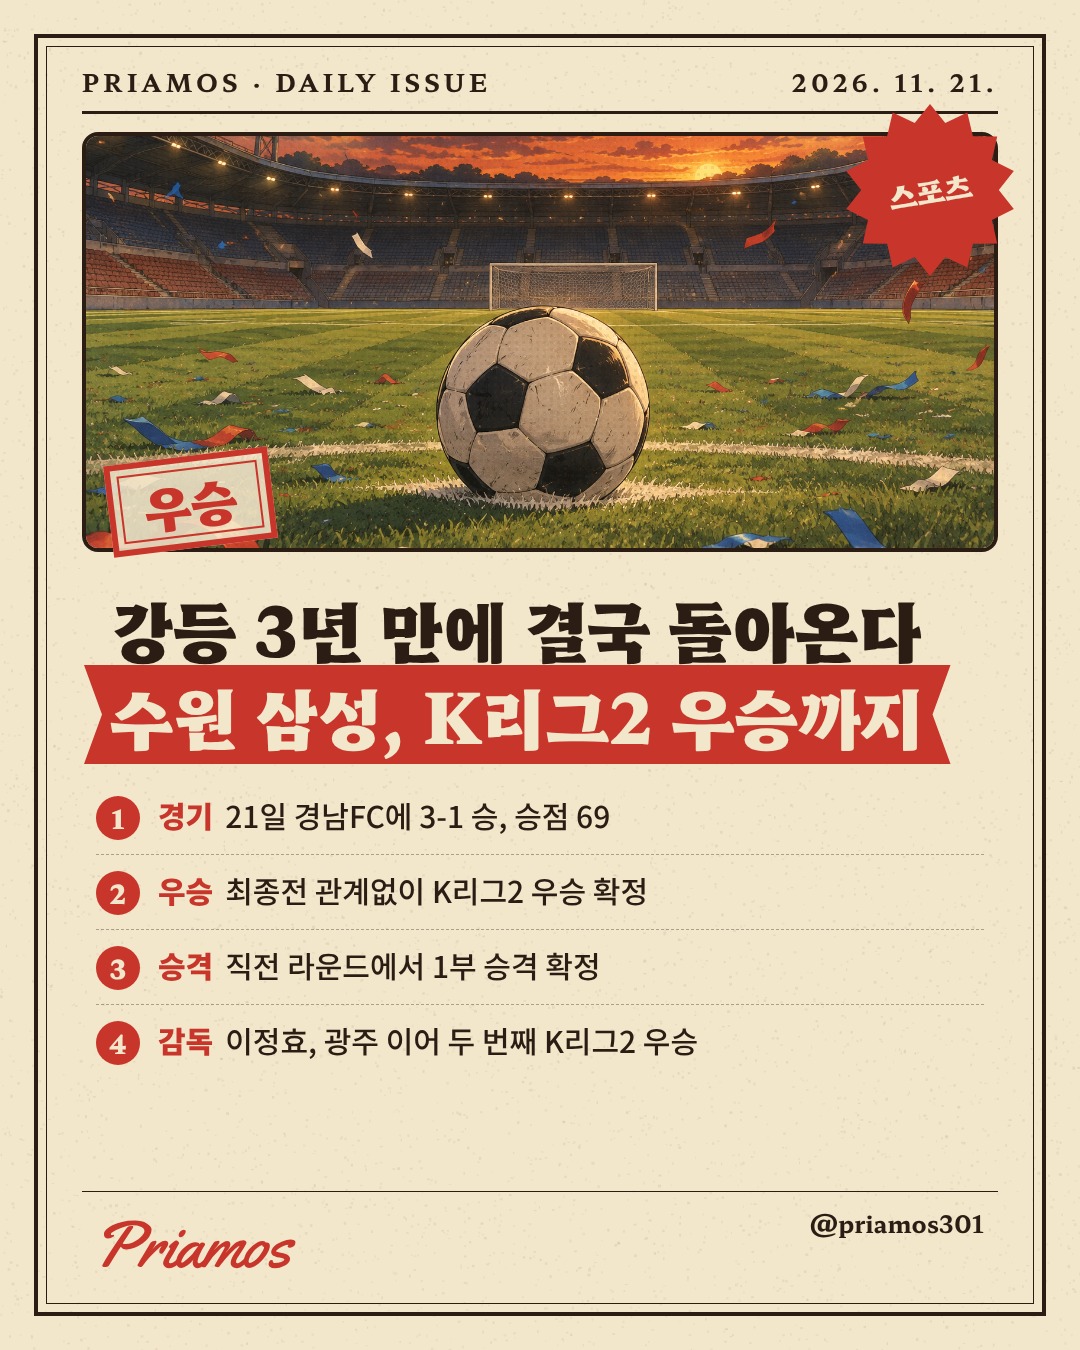 PRIAMOS · DAILY ISSUE
2026. 11. 21.
스포츠
우승
강등 3년 만에 결국 돌아온다
수원 삼성, K리그2 우승까지
1 경기 21일 경남FC에 3-1 승, 승점 69
2 우승 최종전 관계없이 K리그2 우승 확정
3 승격 직전 라운드에서 1부 승격 확정
4 감독 이정효, 광주 이어 두 번째 K리그2 우승
Priamos
@priamos301